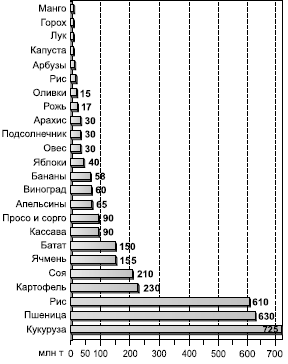 Манго
Горох
Лук
Капуста
Арбузы
Рис
Оливки 15
Рожь 17
Арахис 30
Подсолнечник 30
Овес 30
Яблоки 40
Бананы 58
Виноград 60
Апельсины 65
Просо и сорго 90
Кассава 90
Батат 150
Ячмень 155
Соя 210
Картофель 230
Рис 610
Пшеница 630
Кукуруза 725
млн т 0 50 100 200 300 400 500 600 700